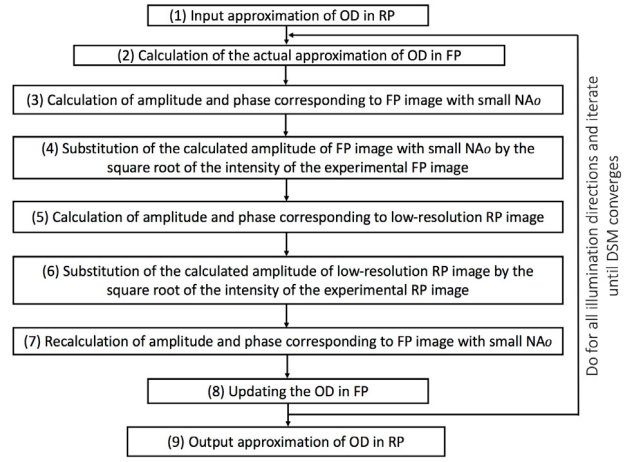 (1) Input approximation of OD in RP
(2) Calculation of the actual approximation of OD in FP
(3) Calculation of amplitude and phase corresponding to FP image with small NAo
(4) Substitution of the calculated amplitude of FP image with small NAo by the
square root of the intensity of the experimental FP image
(5) Calculation of amplitude and phase corresponding to low-resolution RP image
(6) Substitution of the calculated amplitude of low-resolution RP image by the
square root of the intensity of the experimental RP image
(7) Recalculation of amplitude and phase corresponding to FP image with small NAo
(8) Updating the OD in FP
(9) Output approximation of OD in RP
Do for all illumination directions and iterate
until DSM converges